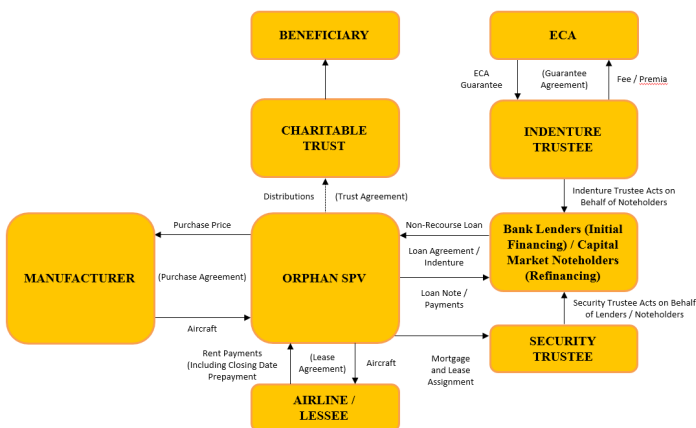 BENEFICIARY
ECA
ECA
Guarantee
(Guarantee
Agreement)
Fee / Premia
CHARITABLE
TRUST
INDENTURE
TRUSTEE
Distributions
(Trust Agreement)
Indenture Trustee Acts on
Behalf of Noteholders
MANUFACTURER
Purchase Price
(Purchase Agreement)
Aircraft
ORPHAN SPV
Non-Recourse Loan
Loan Agreement /
Indenture
Loan Note /
Payments
Bank Lenders (Initial
Financing) / Capital
Market Noteholders
(Refinancing)
Security Trustee Acts on Behalf
of Lenders / Noteholders
Rent Payments
(Including Closing Date
Prepayment
(Lease
Agreement)
Aircraft
Mortgage
and Lease
Assignment
SECURITY
TRUSTEE
AIRLINE /
LESSEE